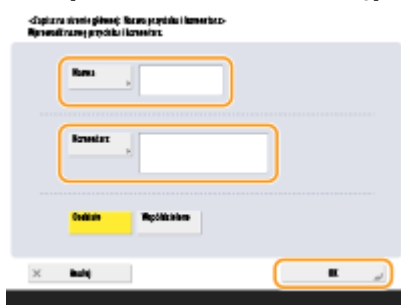 <Zapisz na stronie głównej: Nazwa przycisku i komentarz>
Wprowadź nazwę przycisku i komentarz.
Nazwa
Komentarz
Osobiste
Współdzielone
Anuluj
OK